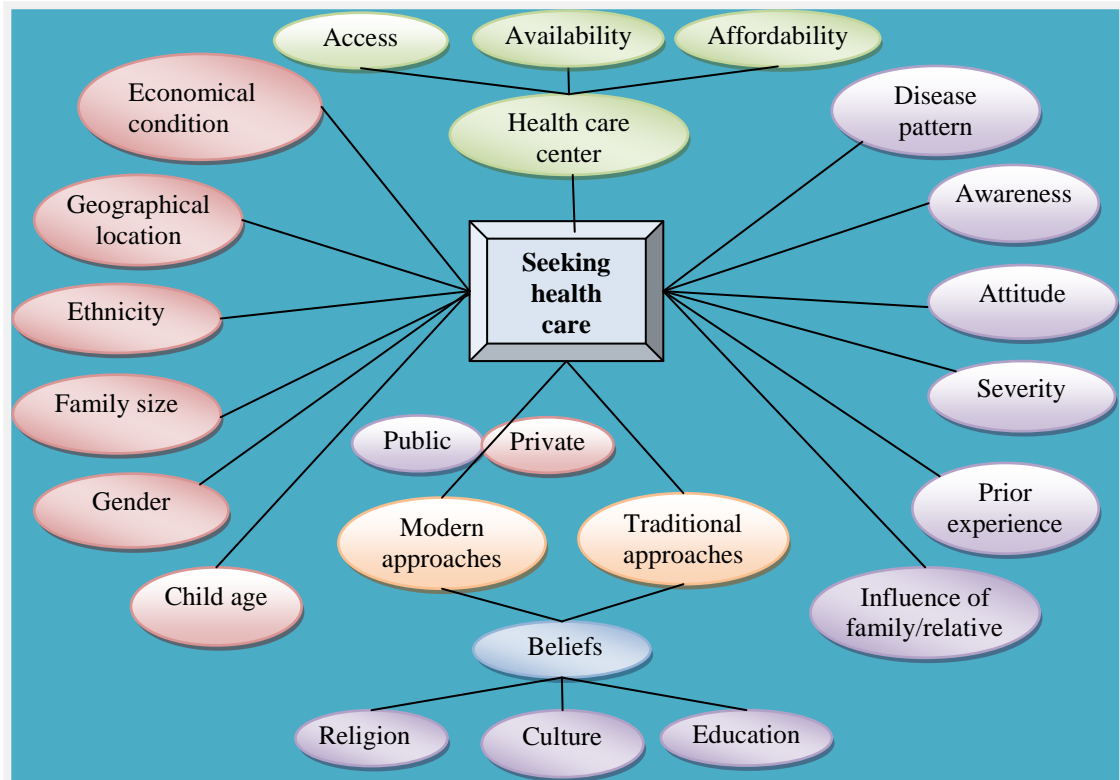 Access
Availability
Affordability
Economical
condition
Health care
center
Disease
pattern
Geographical
location
Awareness
Seeking
health
care
Ethnicity
Attitude
Family size
Severity
Public
Private
Gender
Prior
experience
Modern
approaches
Traditional
approaches
Child age
Influence of
family/relative
Beliefs
Religion
Culture
Education